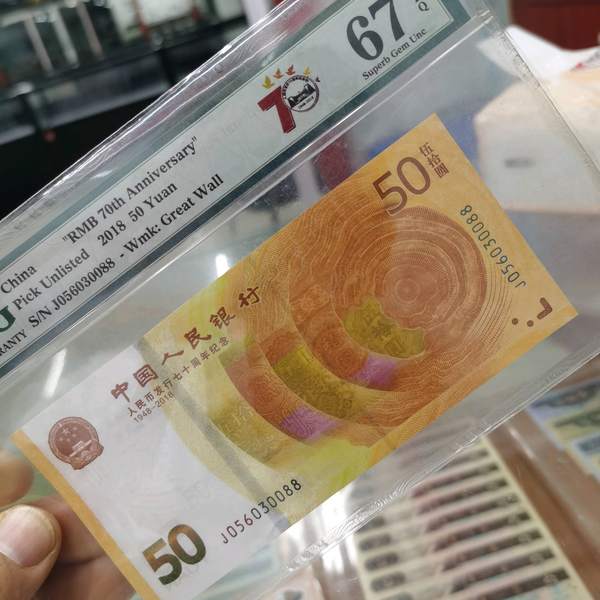 China
"RMB 70th Anniversary"
Pick Unlisted 2018 50 Yuan
S/N J056030088 - Wmk: Great Wall
67
Q
Superb Gem Unc
70
50
伍拾圆
J056030088
中国人民银行
人民币发行七十周年纪念
1948-2018
J056030088
50